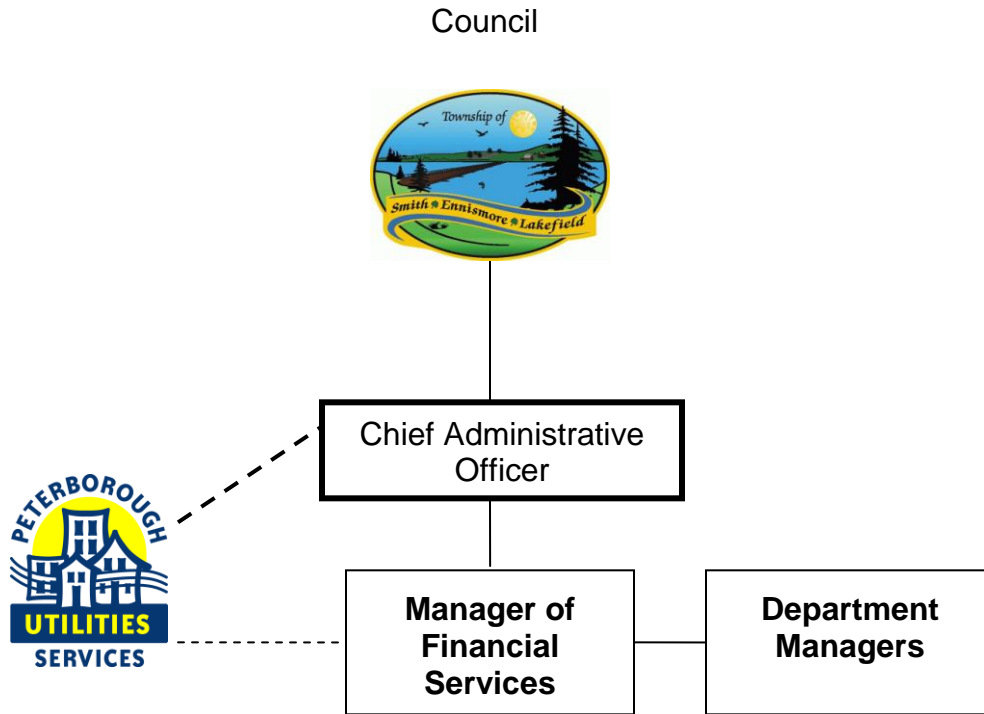 Council
Township of
Smith Ennismore Lakefield
Chief Administrative
Officer
PETERBOROUGH
UTILITIES
SERVICES
Manager of
Financial
Services
Department
Managers